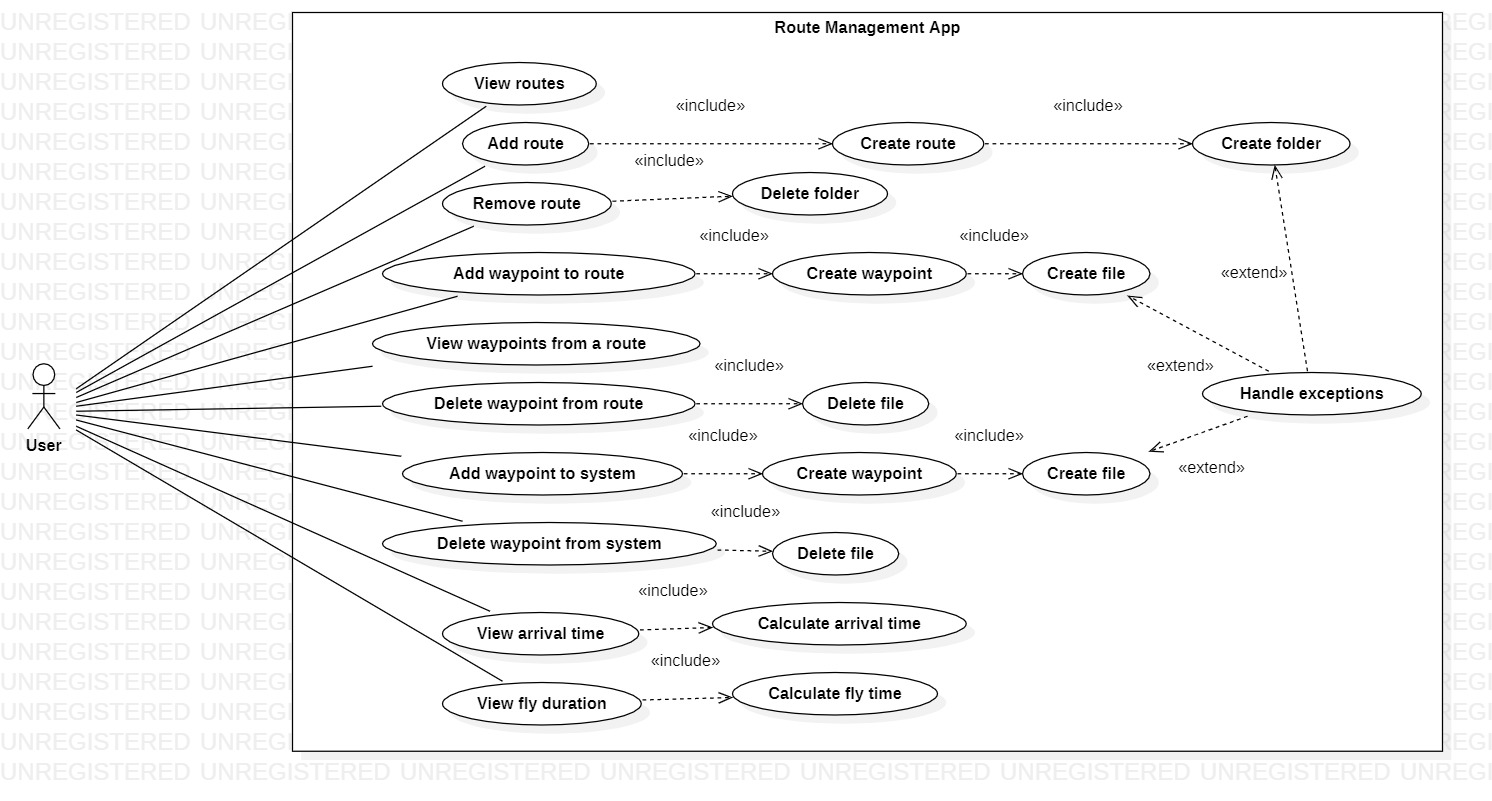 Route Management App
View routes
«include»
«include»
Add route
Create route
Create folder
«include»
Remove route
Delete folder
«include»
«include»
Add waypoint to route
Create waypoint
Create file
«extend»
View waypoints from a route
«include»
«extend»
Handle exceptions
Delete waypoint from route
Delete file
User
«include»
«include»
«extend»
Add waypoint to system
Create waypoint
Create file
«include»
Delete waypoint from system
Delete file
«include»
View arrival time
Calculate arrival time
«include»
View fly duration
Calculate fly time
UNREGISTERED UNREGISTERED UNREGISTERED UNREGISTERED UNREGISTERED UNREGISTERED UNREGISTERED UNREG